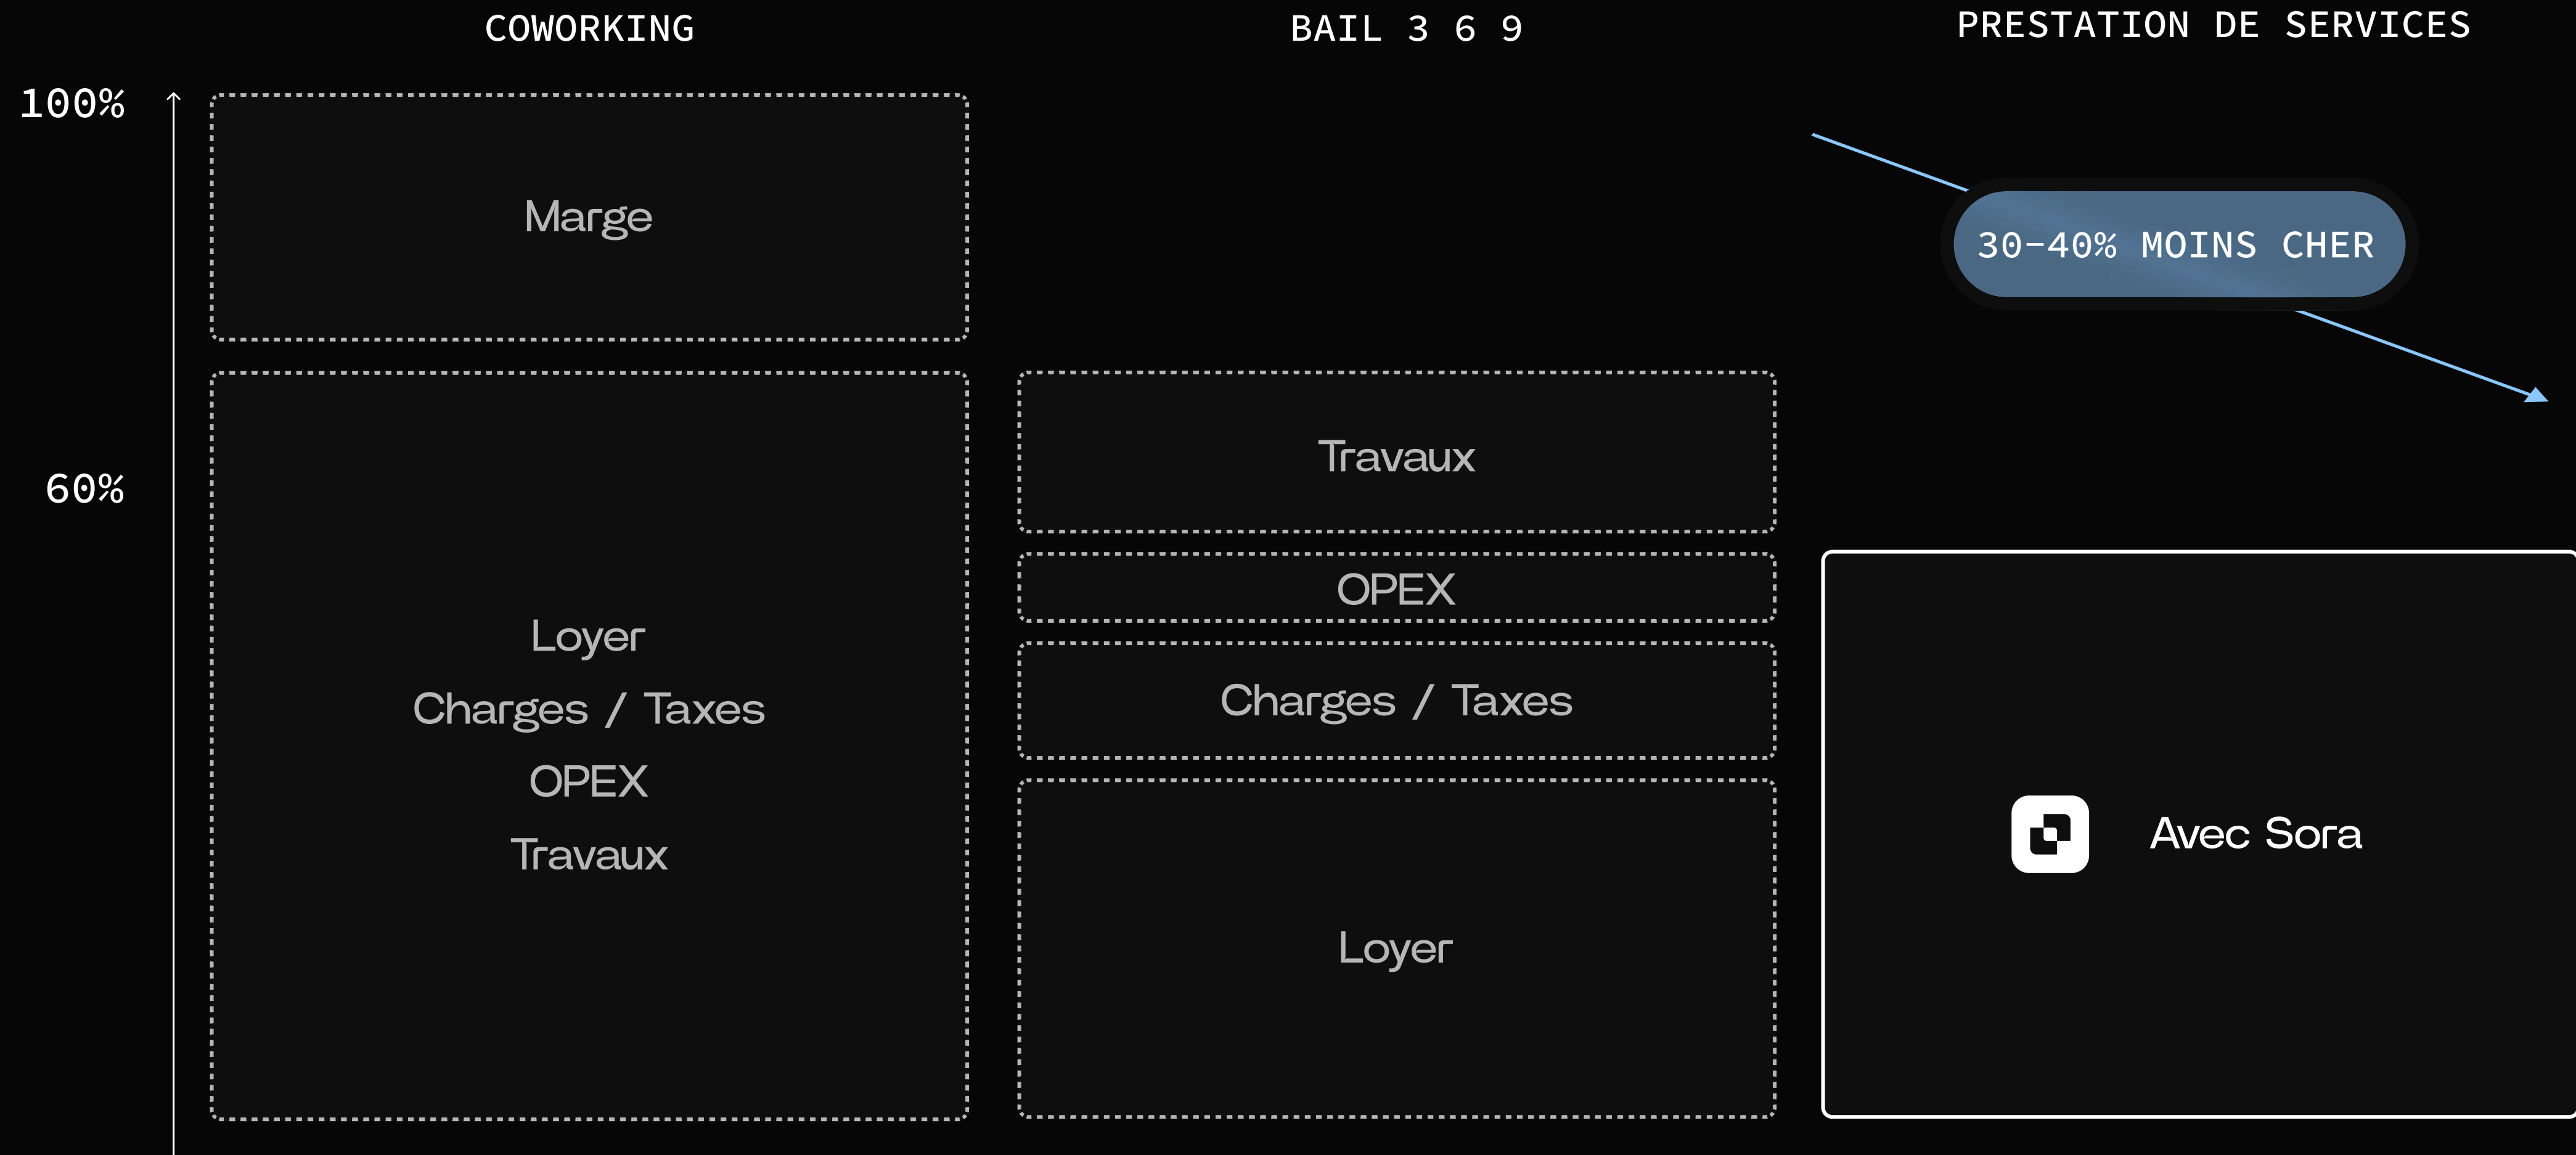 COWORKING
BAIL 3 6 9
PRESTATION DE SERVICES
100%
60%
Marge
Loyer
Charges / Taxes
OPEX
Travaux
Travaux
OPEX
Charges / Taxes
Loyer
30-40% MOINS CHER
Avec Sora